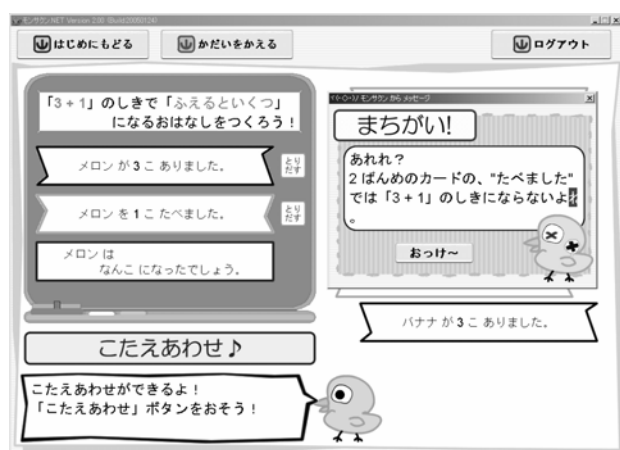 モンサクン.NET Version 2.00 (Build20050124)
はじめにもどる
かだいをかえる
ログアウト
「3 + 1」のしきで「ふえるといくつ」
になるおはなしをつくろう!
メロン が 3 こ ありました。
とり
だす
メロン を 1 こ たべました。
とり
だす
メロン は
なんこ になったでしょう。
こたえあわせ♪
こたえあわせができるよ!
「こたえあわせ」ボタンをおそう!
モンサクン から メッセージ
まちがい!
あれれ?
2 ばんめのカードの、"たべました"
では「3 + 1」のしきにならないよぉ
。
おっけ~
バナナ が 3 こ ありました。